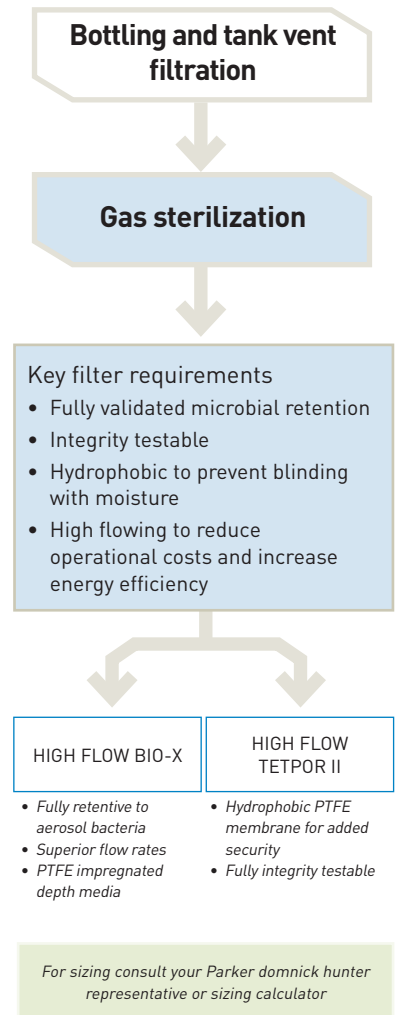 Bottling and tank vent
filtration
Gas sterilization
Key filter requirements
• Fully validated microbial retention
• Integrity testable
• Hydrophobic to prevent blinding
with moisture
• High flowing to reduce
operational costs and increase
energy efficiency
HIGH FLOW BIO-X
• Fully retentive to
aerosol bacteria
• Superior flow rates
• PTFE impregnated
depth media
HIGH FLOW
TETPOR II
• Hydrophobic PTFE
membrane for added
security
• Fully integrity testable
For sizing consult your Parker domnick hunter
representative or sizing calculator